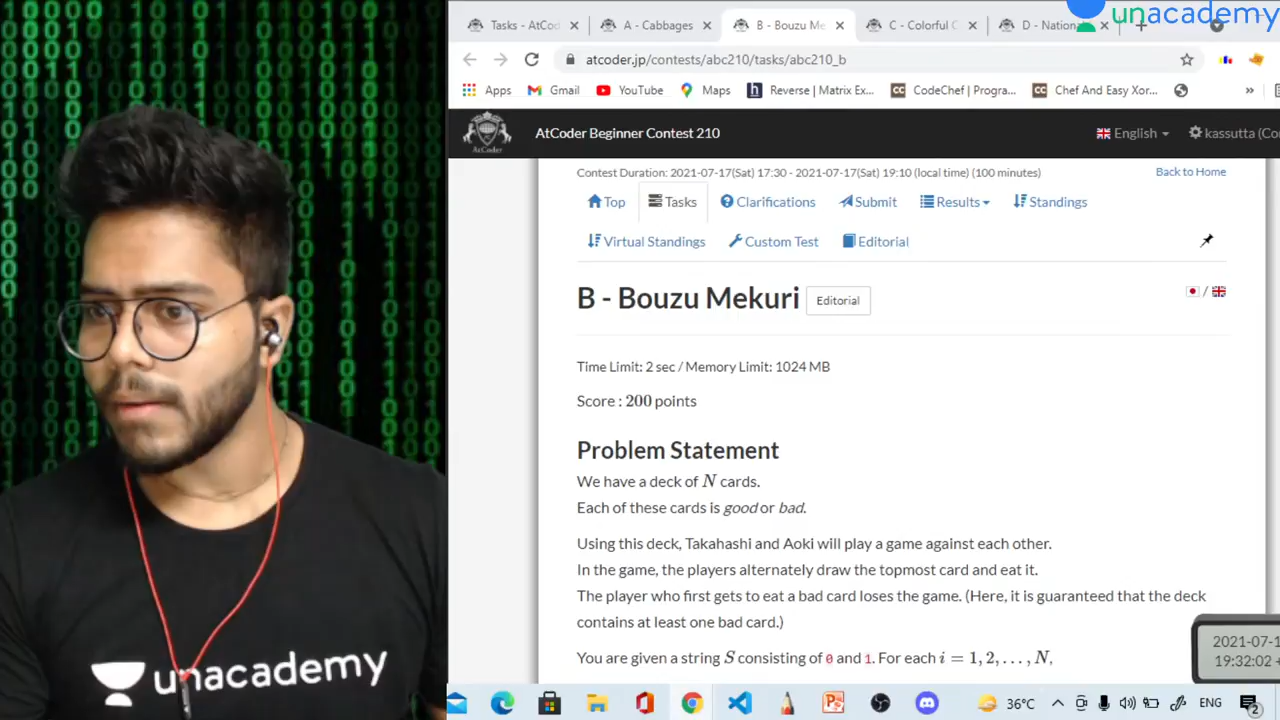 unacademy
Tasks - AtCod
A - Cabbages
B - Bouzu Me
C - Colorful C
D - Nationa
atcoder.jp/contests/abc210/tasks/abc210_b
Apps
Gmail
YouTube
Maps
Reverse | Matrix Ex...
CodeChef | Progra...
Chef And Easy Xor...
»
AtCoder
AtCoder Beginner Contest 210
English
kassutta (Co
Contest Duration: 2021-07-17(Sat) 17:30 - 2021-07-17(Sat) 19:10 (local time) (100 minutes)
Back to Home
Top
Tasks
Clarifications
Submit
Results
Standings
Virtual Standings
Custom Test
Editorial
B - Bouzu Mekuri
Editorial
/
Time Limit: 2 sec / Memory Limit: 1024 MB
Score : 200 points
Problem Statement
We have a deck of N cards.
Each of these cards is good or bad.
Using this deck, Takahashi and Aoki will play a game against each other.
In the game, the players alternately draw the topmost card and eat it.
The player who first gets to eat a bad card loses the game. (Here, it is guaranteed that the deck
contains at least one bad card.)
You are given a string S consisting of 0 and 1. For each i = 1, 2, . . . , N,
2021-07-1
19:32:02 +
unacademy
36°C
ENG
2